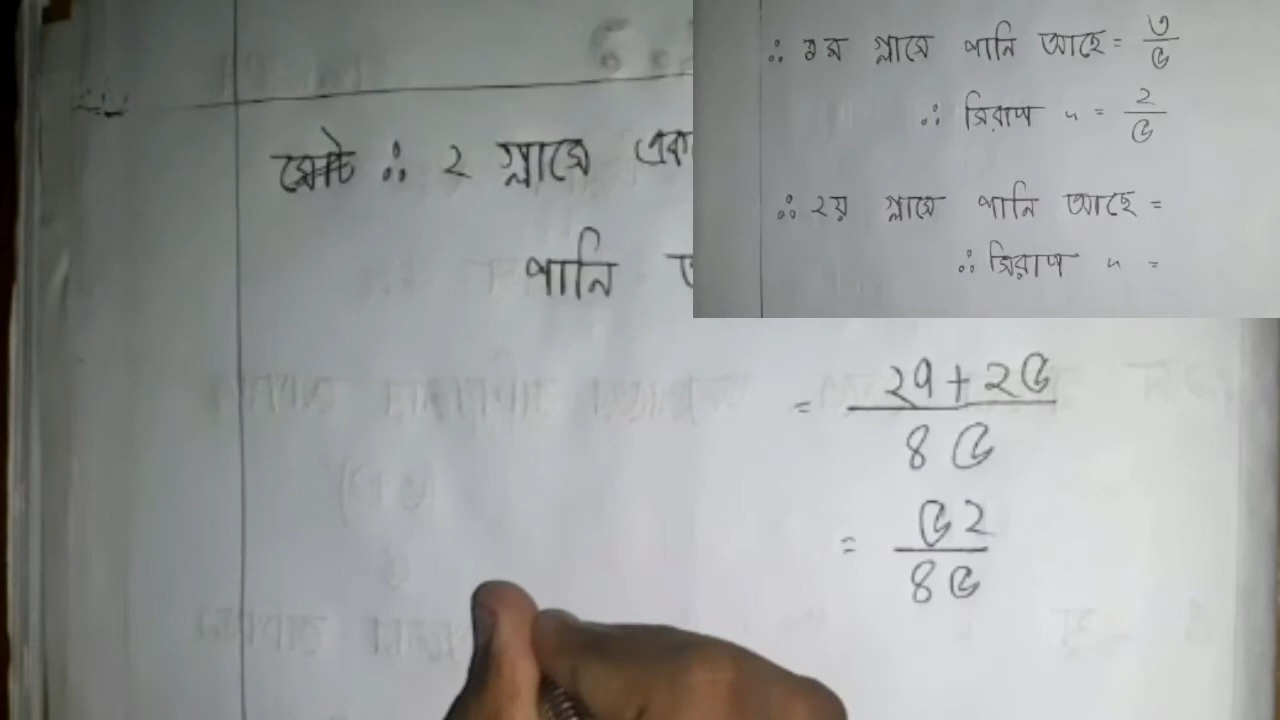 ∴ ১ম গ্লাসে পানি আছে = ৩/৫
∴ সিরাপ " = ২/৫
∴ ২য় গ্লাসে পানি আছে =
∴ সিরাপ " =
∴ ২ গ্লাসে এক
পানি
= ২৭ + ২৫ / ৪৫
= ৫২ / ৪৫